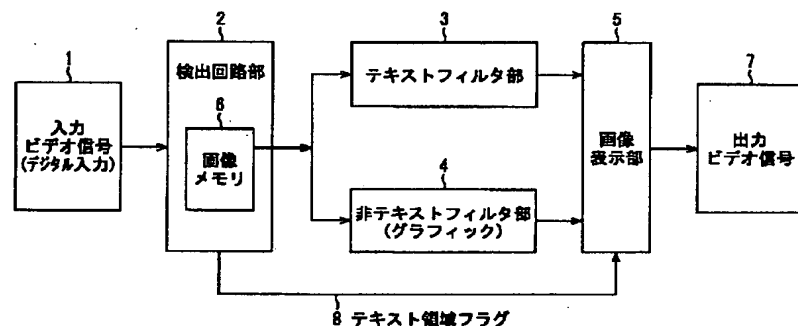 1
入力
ビデオ信号
(デジタル入力)
2
検出回路部
6
画像
メモリ
3
テキストフィルタ部
4
非テキストフィルタ部
(グラフィック)
5
画像
表示部
7
出力
ビデオ信号
8 テキスト領域フラグ